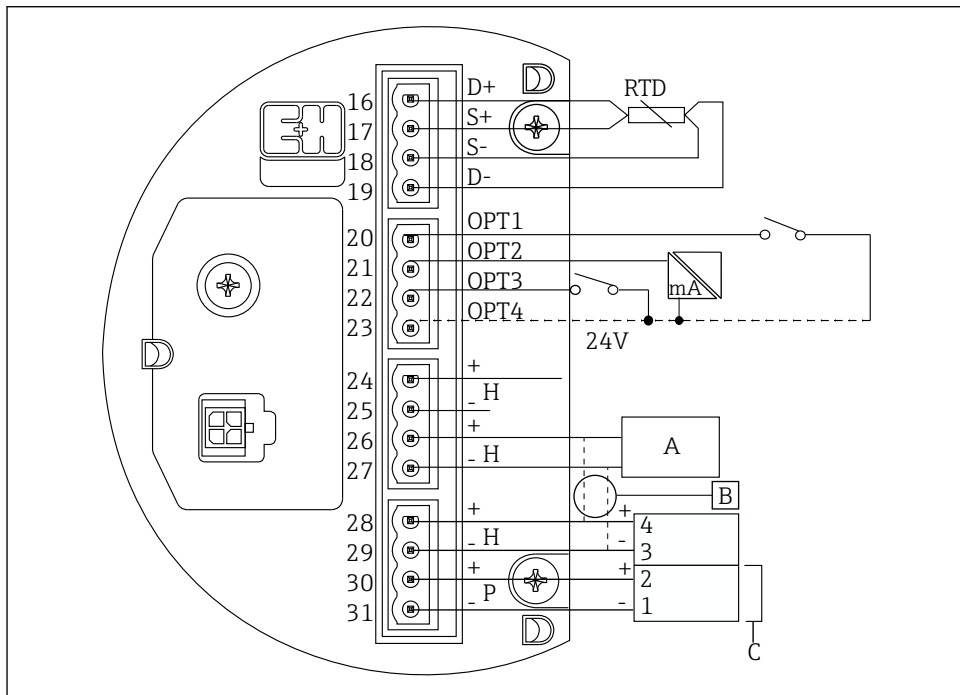 16 D+
17 S+
18 S-
19 D-
RTD
20 OPT1
21 OPT2
22 OPT3
23 OPT4
mA
24V
24 +
25 - H
26 +
27 - H
A
B
28 + + 4
29 - H - 3
30 + + 2
31 - P - 1
C
E+H